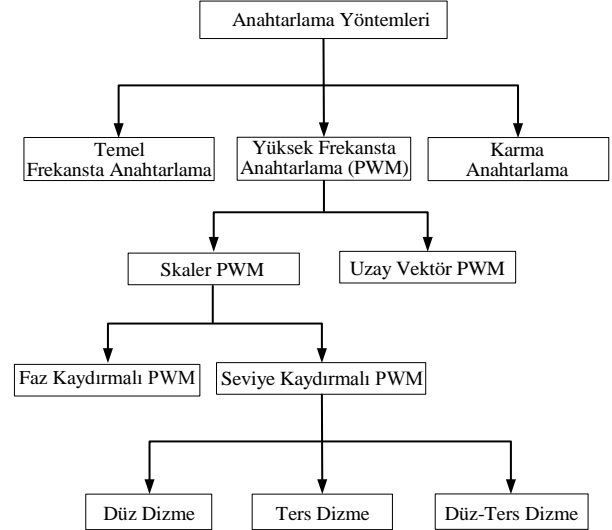 Anahtarlama Yöntemleri
Temel
Frekansta Anahtarlama
Yüksek Frekansta
Anahtarlama (PWM)
Karma
Anahtarlama
Skaler PWM
Uzay Vektör PWM
Faz Kaydırmalı PWM
Seviye Kaydırmalı PWM
Düz Dizme
Ters Dizme
Düz-Ters Dizme